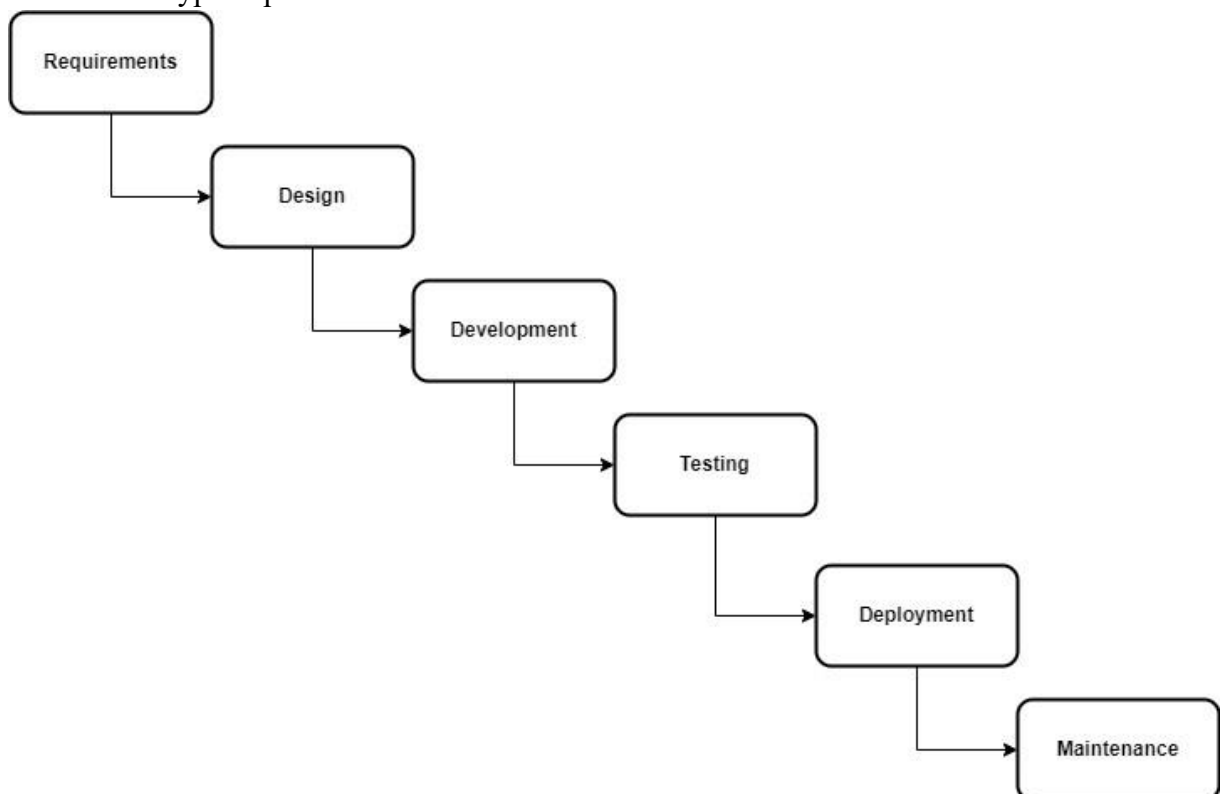 Requirements
Design
Development
Testing
Deployment
Maintenance